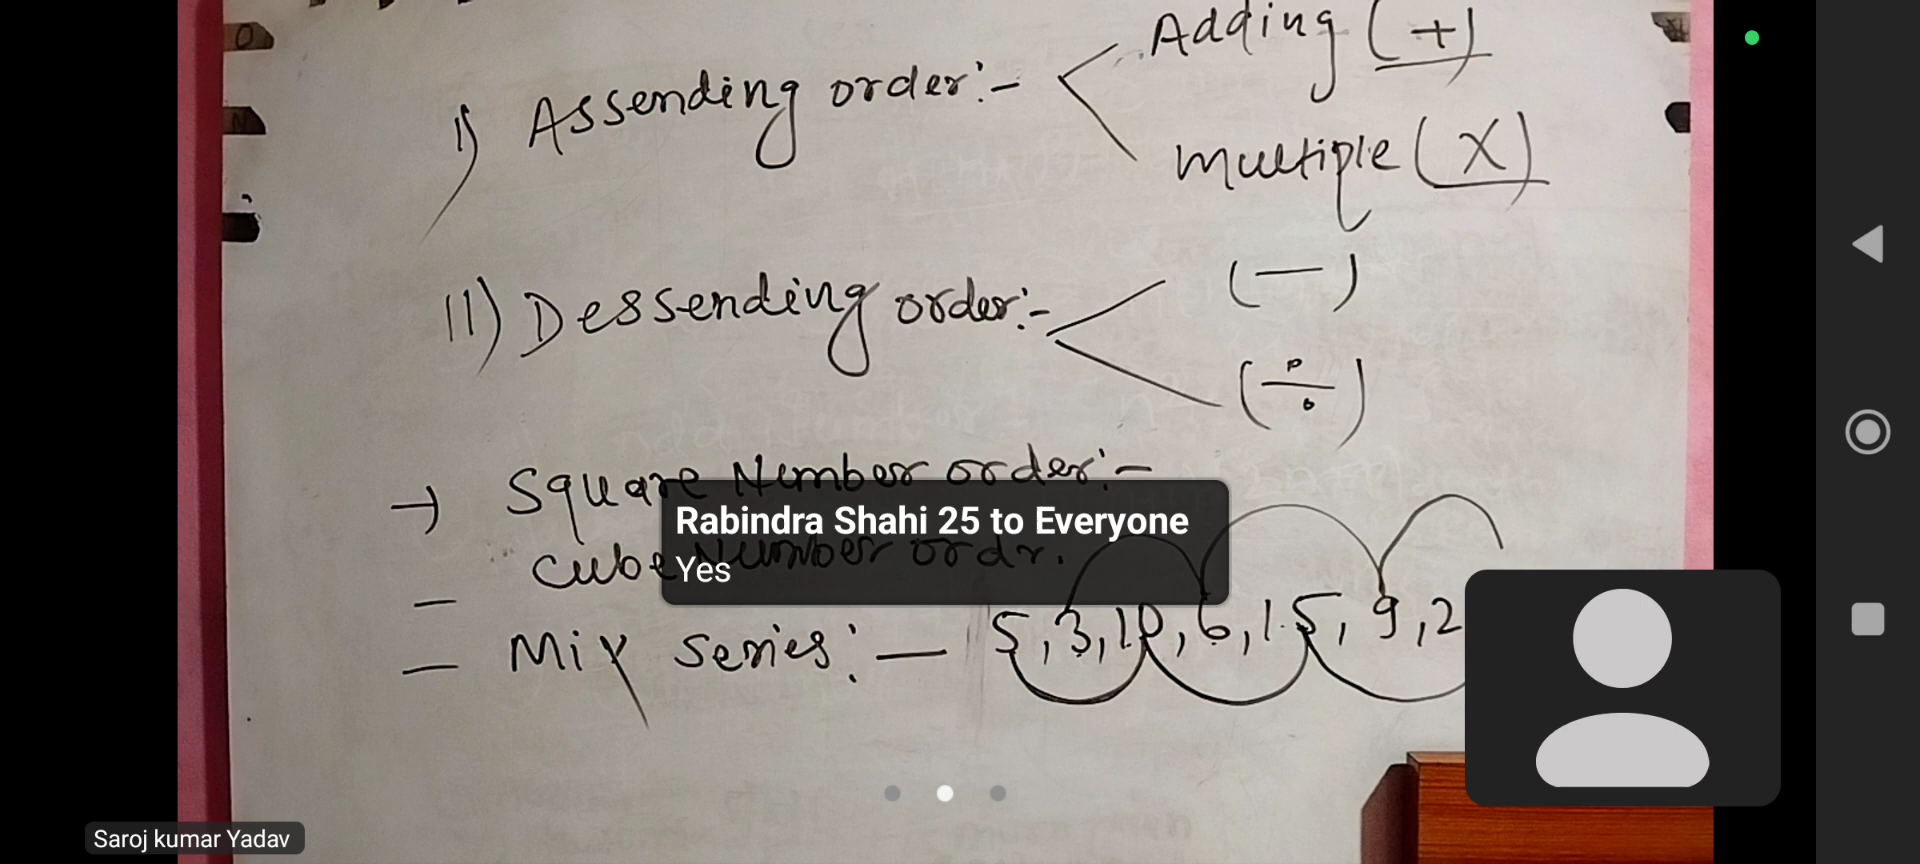 Adding (+)
I) Assending order:-
multiple (X)
(—)
II) Dessending order:-
(÷)
→ Square Number order:-
Rabindra Shahi 25 to Everyone
cube Number ordr.
Yes
= Mix series:— 5,3,10,6,15,9,2
Saroj kumar Yadav